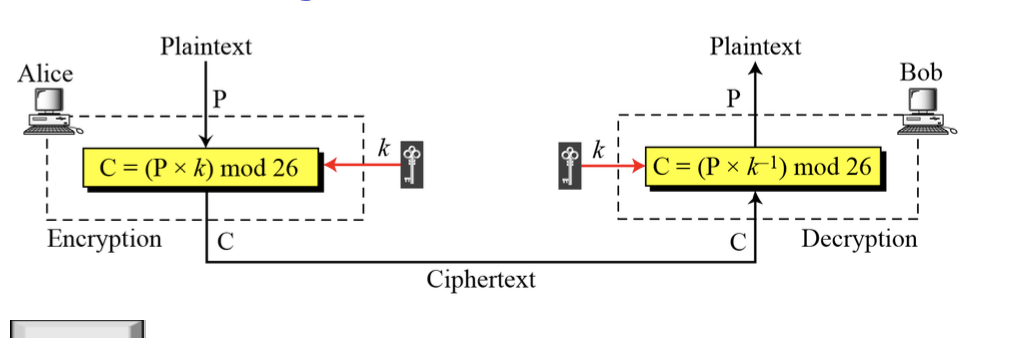 Plaintext
Plaintext
Alice
Bob
P
P
k
k
C = (P × k) mod 26
C = (P × k⁻¹) mod 26
Encryption
C
C
Decryption
Ciphertext